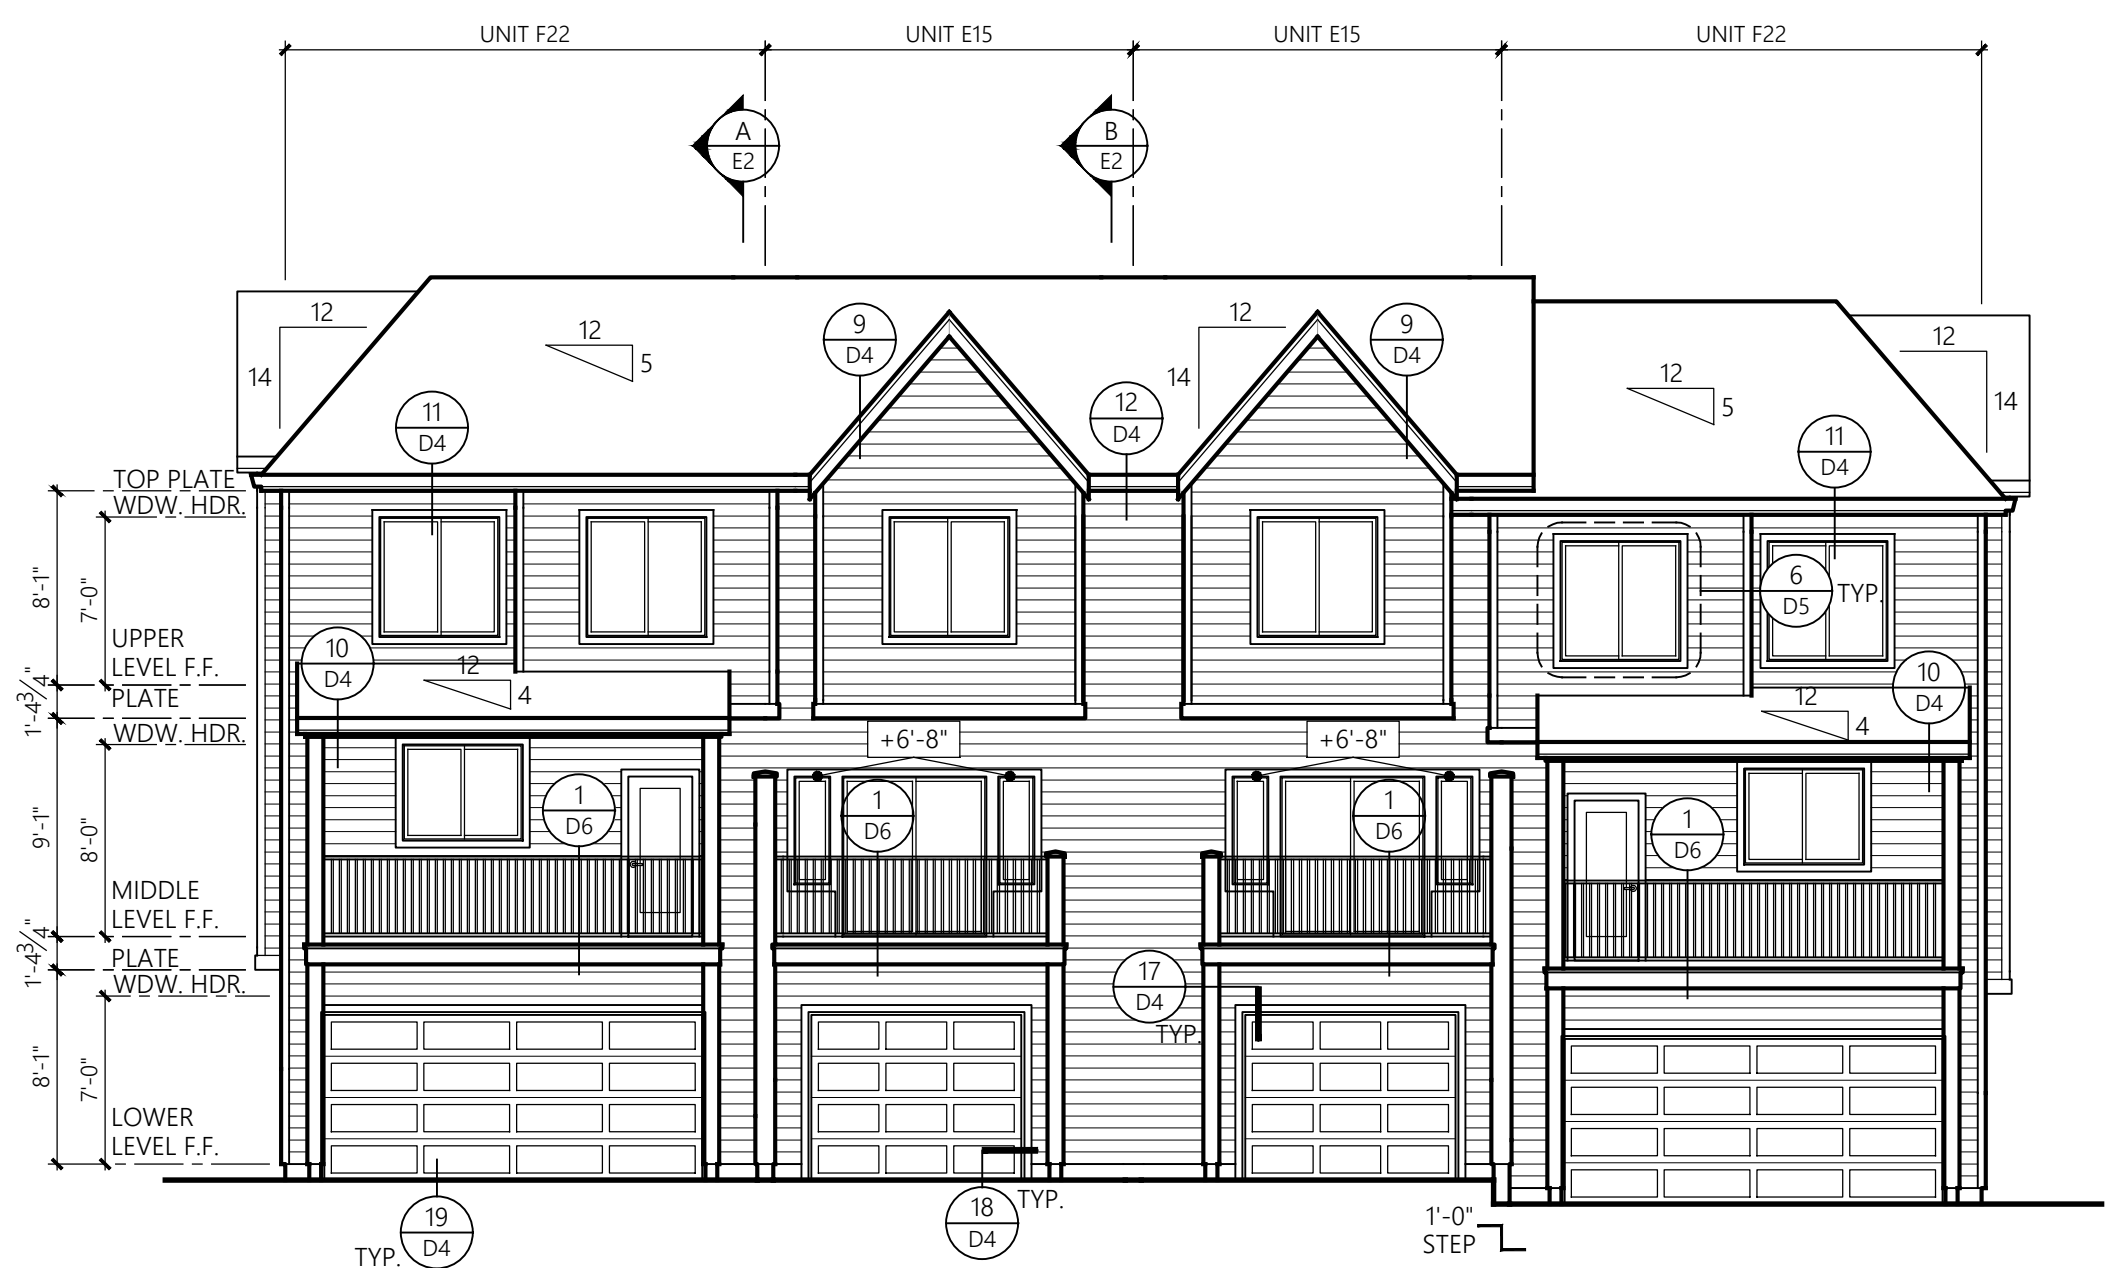 UNIT F22
UNIT E15
UNIT E15
UNIT F22
A
E2
B
E2
12
14
12
5
9
D4
12
14
9
D4
12
14
12
5
11
D4
12
D4
11
D4
TOP PLATE
WDW. HDR.
8'-1"
7'-0"
6
D5
TYP.
UPPER
LEVEL F.F.
10
D4
12
4
10
D4
12
4
1'-4 3/4"
PLATE
WDW. HDR.
+6'-8"
+6'-8"
9'-1"
8'-0"
1
D6
1
D6
1
D6
1
D6
MIDDLE
LEVEL F.F.
1'-4 3/4"
PLATE
WDW. HDR.
17
D4
TYP.
8'-1"
7'-0"
LOWER
LEVEL F.F.
19
D4
TYP.
18
D4
TYP.
1'-0"
STEP